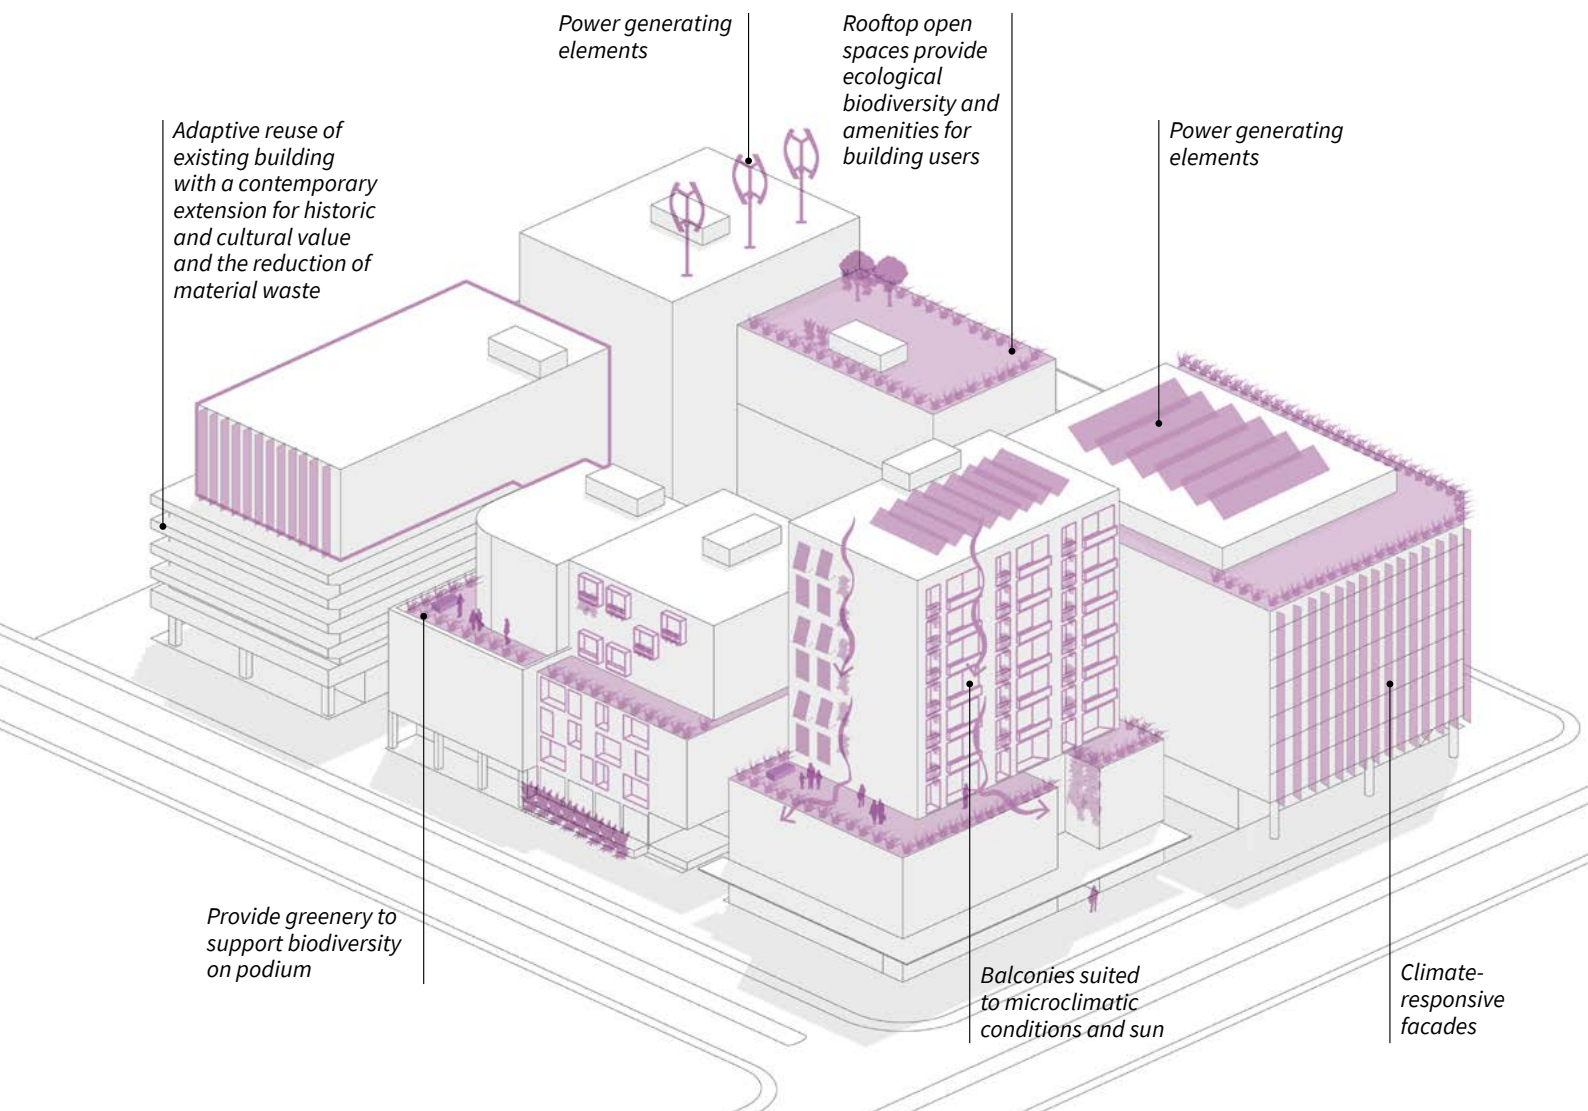 Power generating
elements
Rooftop open
spaces provide
ecological
biodiversity and
amenities for
building users
Adaptive reuse of
existing building
with a contemporary
extension for historic
and cultural value
and the reduction of
material waste
Power generating
elements
Provide greenery to
support biodiversity
on podium
Balconies suited
to microclimatic
conditions and sun
Climate-
responsive
facades